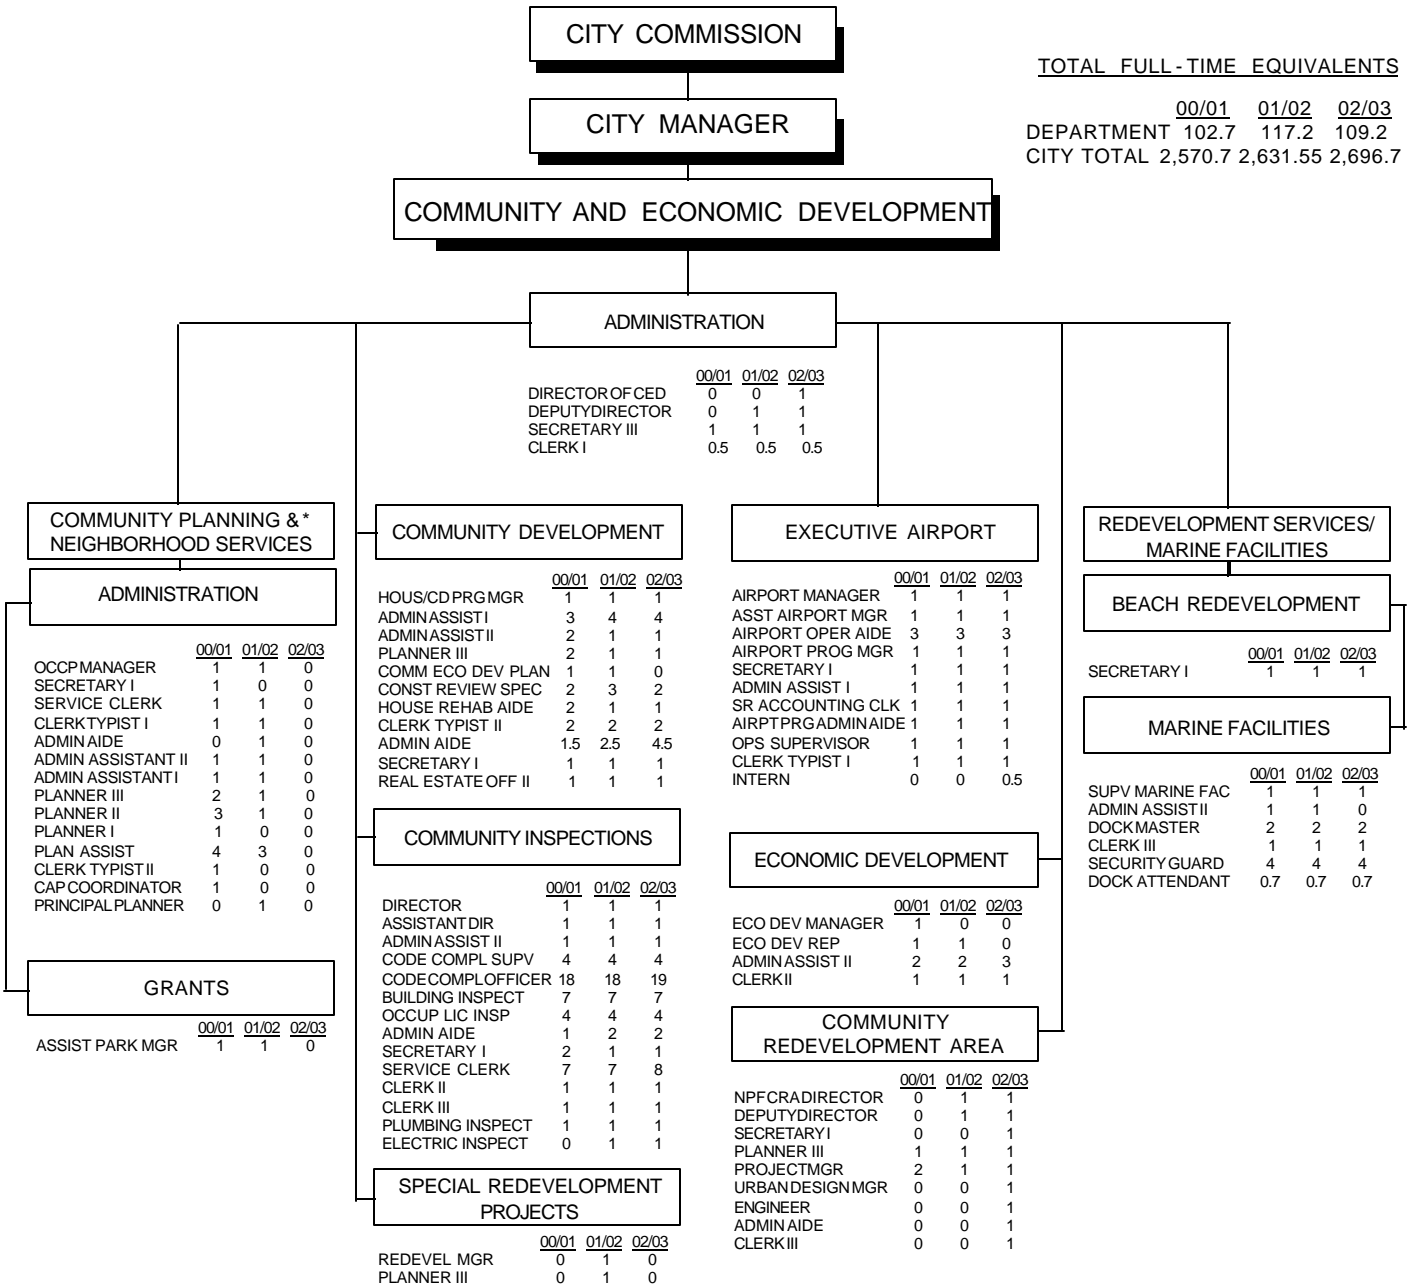 CITY COMMISSION
CITY MANAGER
COMMUNITY AND ECONOMIC DEVELOPMENT
TOTAL FULL-TIME EQUIVALENTS
00/01 01/02 02/03
DEPARTMENT 102.7 117.2 109.2
CITY TOTAL 2,570.7 2,631.55 2,696.7
ADMINISTRATION
00/01 01/02 02/03
DIRECTOR OF CED 0 0 1
DEPUTY DIRECTOR 0 1 1
SECRETARY III 1 1 1
CLERK I 0.5 0.5 0.5
COMMUNITY PLANNING & *
NEIGHBORHOOD SERVICES
ADMINISTRATION
00/01 01/02 02/03
OCCP MANAGER 1 1 0
SECRETARY I 1 0 0
SERVICE CLERK 1 1 0
CLERK TYPIST I 1 1 0
ADMIN AIDE 0 1 0
ADMIN ASSISTANT II 1 1 0
ADMIN ASSISTANT I 1 1 0
PLANNER III 2 1 0
PLANNER II 3 1 0
PLANNER I 1 0 0
PLAN ASSIST 4 3 0
CLERK TYPIST II 1 0 0
CAP COORDINATOR 1 0 0
PRINCIPAL PLANNER 0 1 0
GRANTS
00/01 01/02 02/03
ASSIST PARK MGR 1 1 0
COMMUNITY DEVELOPMENT
00/01 01/02 02/03
HOUS/CD PRG MGR 1 1 1
ADMIN ASSIST I 3 4 4
ADMIN ASSIST II 2 1 1
PLANNER III 2 1 1
COMM ECO DEV PLAN 1 1 0
CONST REVIEW SPEC 2 3 2
HOUSE REHAB AIDE 2 1 1
CLERK TYPIST II 2 2 2
ADMIN AIDE 1.5 2.5 4.5
SECRETARY I 1 1 1
REAL ESTATE OFF II 1 1 1
COMMUNITY INSPECTIONS
00/01 01/02 02/03
DIRECTOR 1 1 1
ASSISTANT DIR 1 1 1
ADMIN ASSIST II 1 1 1
CODE COMPL SUPV 4 4 4
CODE COMPL OFFICER 18 18 19
BUILDING INSPECT 7 7 7
OCCUP LIC INSP 4 4 4
ADMIN AIDE 1 2 2
SECRETARY I 2 1 1
SERVICE CLERK 7 7 8
CLERK II 1 1 1
CLERK III 1 1 1
PLUMBING INSPECT 1 1 1
ELECTRIC INSPECT 0 1 1
SPECIAL REDEVELOPMENT
PROJECTS
00/01 01/02 02/03
REDEVEL MGR 0 1 0
PLANNER III 0 1 0
EXECUTIVE AIRPORT
00/01 01/02 02/03
AIRPORT MANAGER 1 1 1
ASST AIRPORT MGR 1 1 1
AIRPORT OPER AIDE 3 3 3
AIRPORT PROG MGR 1 1 1
SECRETARY I 1 1 1
ADMIN ASSIST I 1 1 1
SR ACCOUNTING CLK 1 1 1
AIRPT PRG ADMIN AIDE 1 1 1
OPS SUPERVISOR 1 1 1
CLERK TYPIST I 1 1 1
INTERN 0 0 0.5
ECONOMIC DEVELOPMENT
00/01 01/02 02/03
ECO DEV MANAGER 1 0 0
ECO DEV REP 1 1 0
ADMIN ASSIST II 2 2 3
CLERK II 1 1 1
COMMUNITY
REDEVELOPMENT AREA
00/01 01/02 02/03
NPF CRA DIRECTOR 0 1 1
DEPUTY DIRECTOR 0 1 1
SECRETARY I 0 0 1
PLANNER III 1 1 1
PROJECT MGR 2 1 1
URBAN DESIGN MGR 0 0 1
ENGINEER 0 0 1
ADMIN AIDE 0 0 1
CLERK III 0 0 1
REDEVELOPMENT SERVICES/
MARINE FACILITIES
BEACH REDEVELOPMENT
00/01 01/02 02/03
SECRETARY I 1 1 1
MARINE FACILITIES
00/01 01/02 02/03
SUPV MARINE FAC 1 1 1
ADMIN ASSIST II 1 1 0
DOCKMASTER 2 2 2
CLERK III 1 1 1
SECURITY GUARD 4 4 4
DOCK ATTENDANT 0.7 0.7 0.7